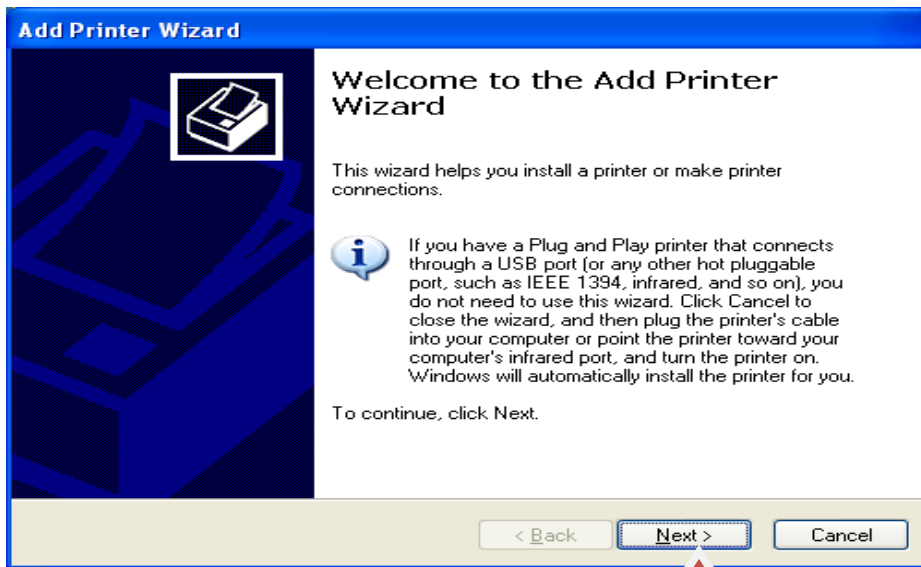 Add Printer Wizard
Welcome to the Add Printer
Wizard
This wizard helps you install a printer or make printer
connections.
If you have a Plug and Play printer that connects
through a USB port (or any other hot pluggable
port, such as IEEE 1394, infrared, and so on), you
do not need to use this wizard. Click Cancel to
close the wizard, and then plug the printer's cable
into your computer or point the printer toward your
computer's infrared port, and turn the printer on.
Windows will automatically install the printer for you.
To continue, click Next.
< Back Next > Cancel